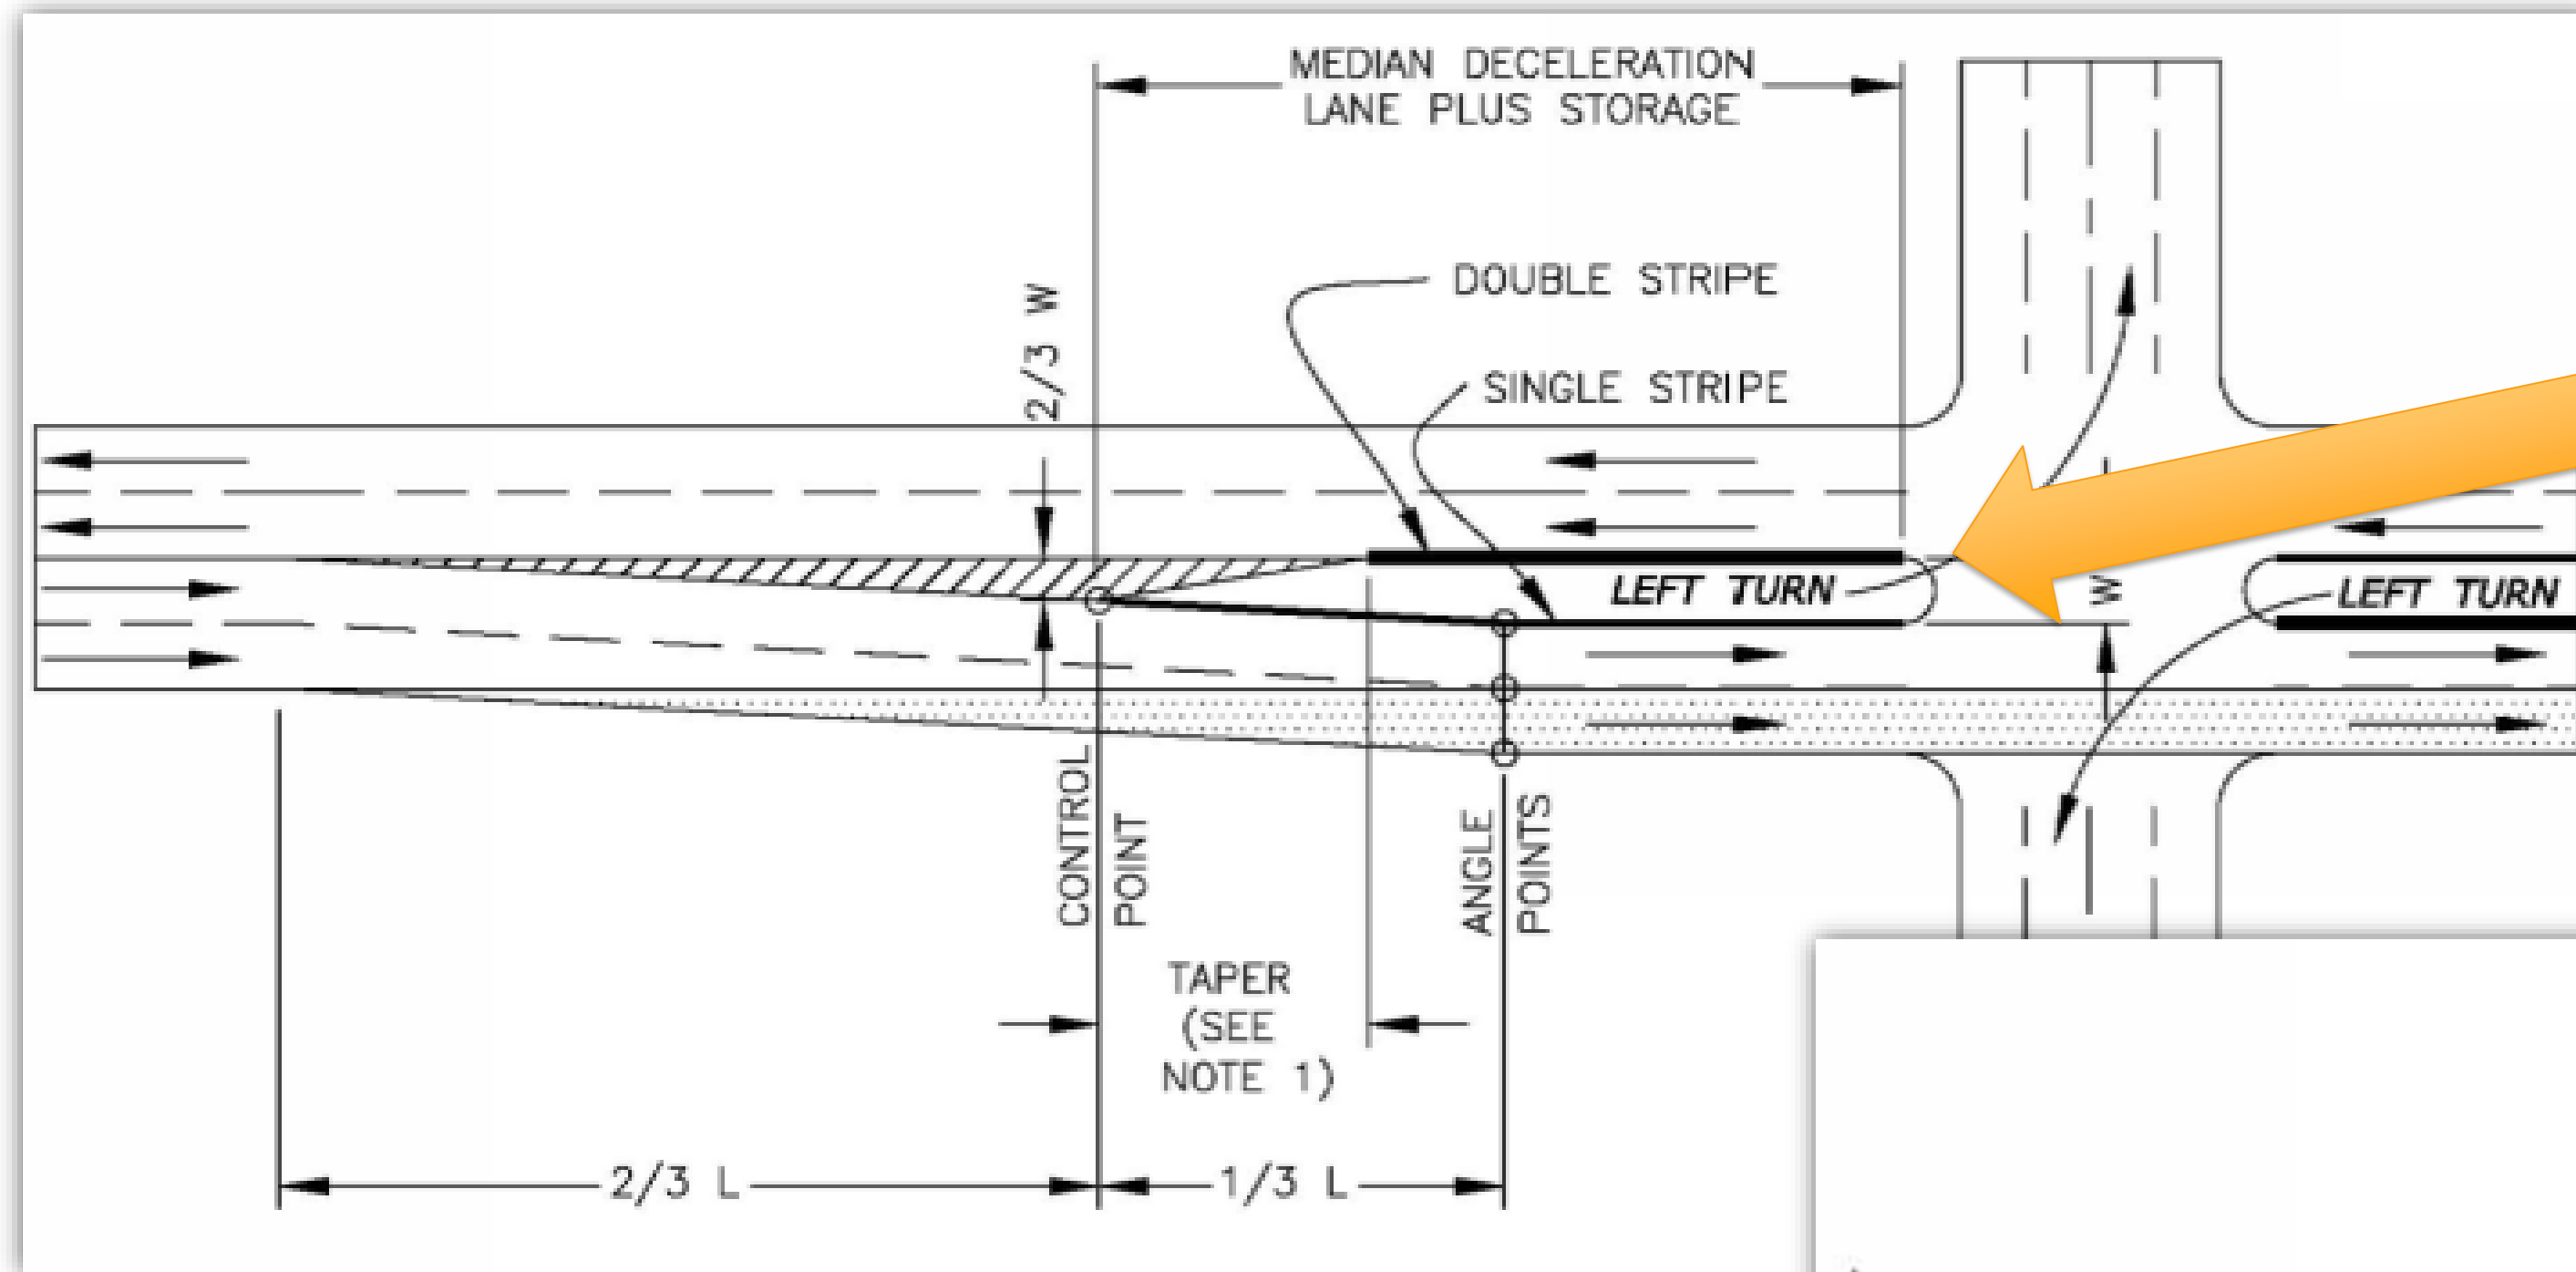 MEDIAN DECELERATION
LANE PLUS STORAGE
DOUBLE STRIPE
2/3 W
SINGLE STRIPE
LEFT TURN
W
LEFT TURN
CONTROL
POINT
ANGLE
POINTS
TAPER
(SEE
NOTE 1)
2/3 L
1/3 L